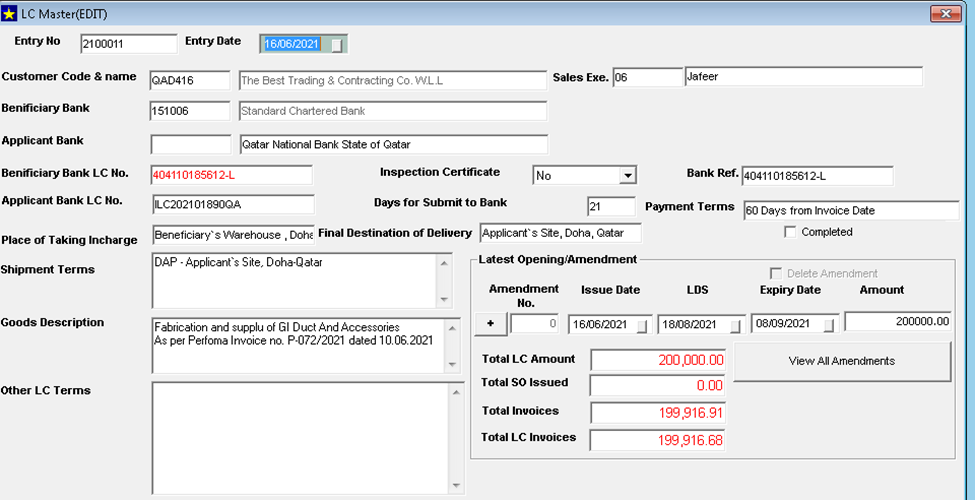 LC Master(EDIT)
Entry No 2100011 Entry Date 16/06/2021
Customer Code & name QAD416 The Best Trading & Contracting Co. W.L.L Sales Exe. 06 Jafeer
Benificiary Bank 151006 Standard Chartered Bank
Applicant Bank Qatar National Bank State of Qatar
Benificiary Bank LC No. 404110185612-L Inspection Certificate No Bank Ref. 404110185612-L
Applicant Bank LC No. ILC202101890QA Days for Submit to Bank 21 Payment Terms 60 Days from Invoice Date
Place of Taking Incharge Beneficiary`s Warehouse , Doha Final Destination of Delivery Applicant`s Site, Doha, Qatar Completed
Shipment Terms DAP - Applicant`s Site, Doha-Qatar
Latest Opening/Amendment
Delete Amendment
Amendment No. Issue Date LDS Expiry Date Amount
+ 0 16/06/2021 18/08/2021 08/09/2021 200000.00
Goods Description Fabrication and supplu of GI Duct And Accessories
As per Perfoma Invoice no. P-072/2021 dated 10.06.2021
Total LC Amount 200,000.00 View All Amendments
Total SO Issued 0.00
Other LC Terms
Total Invoices 199,916.91
Total LC Invoices 199,916.68